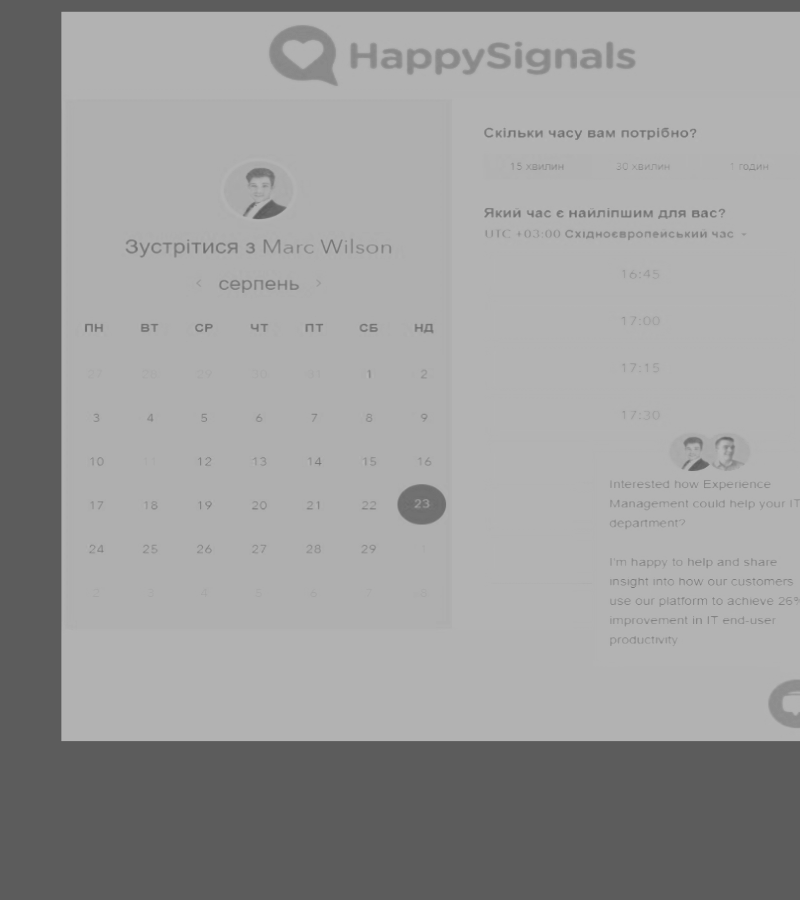 HappySignals
Зустрітися з Marc Wilson
серпень
ПН ВТ СР ЧТ ПТ СБ НД
27 28 29 30 31 1 2
3 4 5 6 7 8 9
10 11 12 13 14 15 16
17 18 19 20 21 22 23
24 25 26 27 28 29 1
2 3 4 5 6 7 8
Скільки часу вам потрібно?
15 хвилин 30 хвилин 1 годин
Який час є найліпшим для вас?
UTC +03:00 Східноєвропейський час
16:45
17:00
17:15
17:30
Interested how Experience
Management could help your IT
department?
I'm happy to help and share
insight into how our customers
use our platform to achieve 26%
improvement in IT end-user
productivity